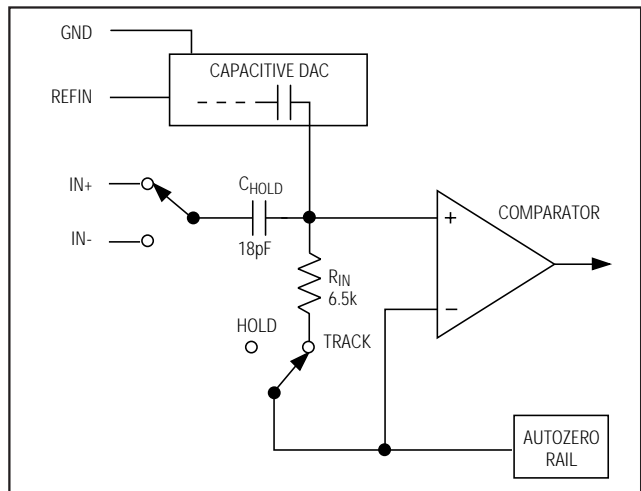 GND
CAPACITIVE DAC
REFIN
IN+
CHOLD
COMPARATOR
+
IN-
18pF
RIN
6.5k
−
HOLD
TRACK
AUTOZERO
RAIL